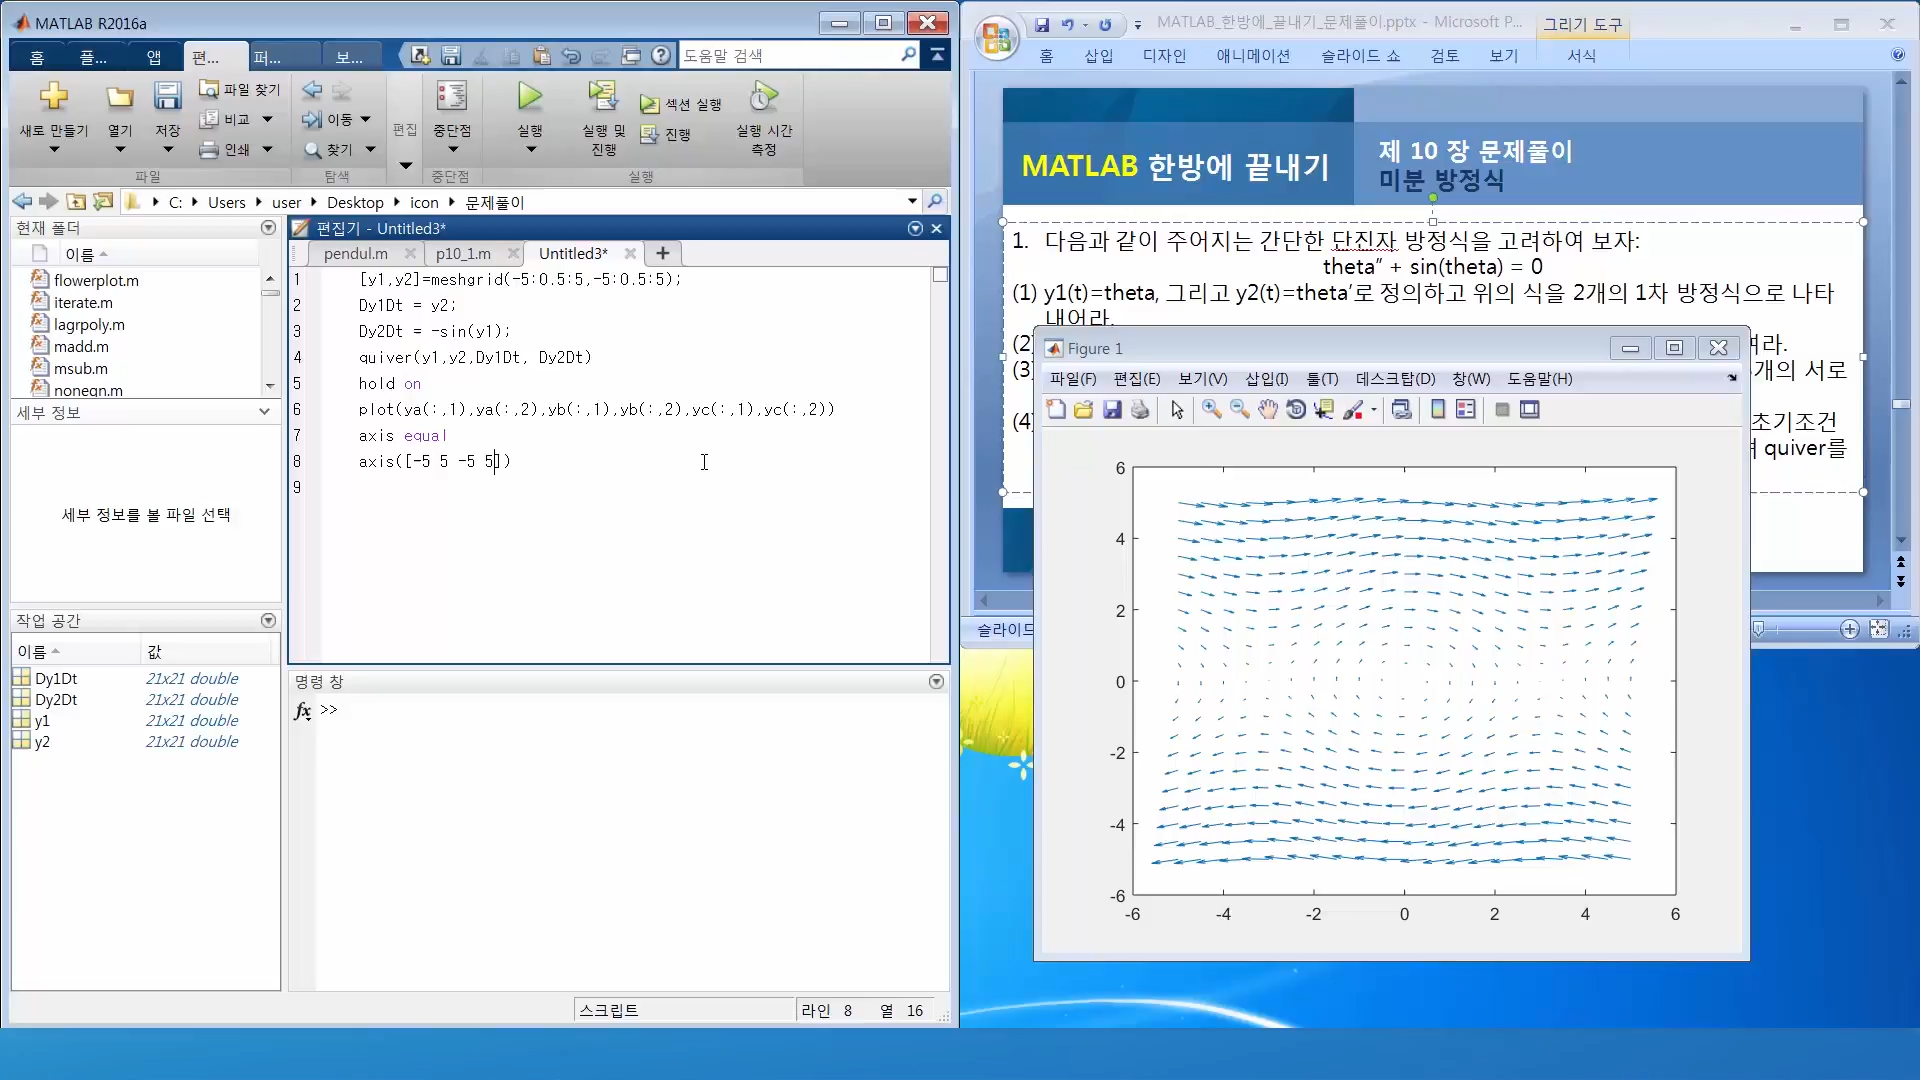 MATLAB R2016a
홈 플... 앱 편... 퍼... 보... 도움말 검색
새로 만들기 열기 저장 파일 찾기 비교 인쇄 이동 찾기 편집 중단점 실행 실행 및 진행 섹션 실행 진행 실행 시간 측정
파일 탐색 중단점 실행
C: Users user Desktop icon 문제풀이
현재 폴더
이름
flowerplot.m
iterate.m
lagrpoly.m
madd.m
msub.m
noneqn.m
세부 정보
세부 정보를 볼 파일 선택
작업 공간
이름 값
Dy1Dt 21x21 double
Dy2Dt 21x21 double
y1 21x21 double
y2 21x21 double
편집기 - Untitled3*
pendul.m p10_1.m Untitled3*
1 [y1,y2]=meshgrid(-5:0.5:5,-5:0.5:5);
2 Dy1Dt = y2;
3 Dy2Dt = -sin(y1);
4 quiver(y1,y2,Dy1Dt, Dy2Dt)
5 hold on
6 plot(ya(:,1),ya(:,2),yb(:,1),yb(:,2),yc(:,1),yc(:,2))
7 axis equal
8 axis([-5 5 -5 5])
9
명령 창
fx >>
스크립트 라인 8 열 16
MATLAB_한방에_끝내기_문제풀이.pptx - Microsoft P... 그리기 도구
홈 삽입 디자인 애니메이션 슬라이드 쇼 검토 보기 서식
MATLAB 한방에 끝내기
제 10 장 문제풀이
미분 방정식
1. 다음과 같이 주어지는 간단한 단진자 방정식을 고려하여 보자:
theta″ + sin(theta) = 0
(1) y1(t)=theta, 그리고 y2(t)=theta′로 정의하고 위의 식을 2개의 1차 방정식으로 나타
내어라.
(2) 라.
(3) 개의 서로
(4) 초기조건
quiver를
슬라이드
Figure 1
파일(F) 편집(E) 보기(V) 삽입(I) 툴(T) 데스크탑(D) 창(W) 도움말(H)
6
4
2
0
-2
-4
-6
-6 -4 -2 0 2 4 6